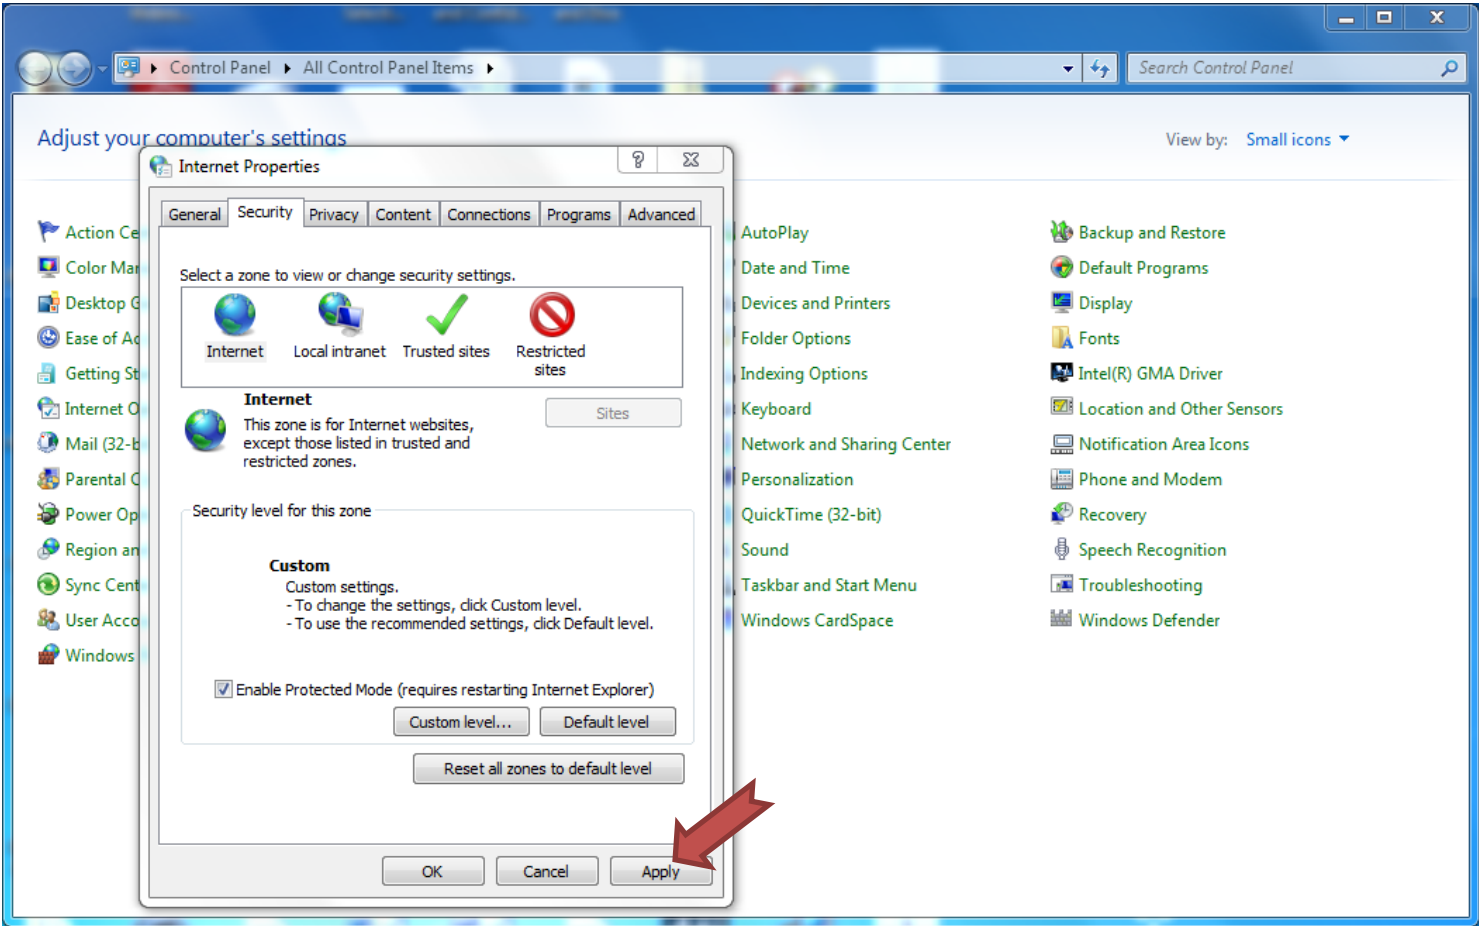 Control Panel
All Control Panel Items
Search Control Panel
Adjust your computer's settings
View by: Small icons
Internet Properties
General Security Privacy Content Connections Programs Advanced
Select a zone to view or change security settings.
Internet
Local intranet
Trusted sites
Restricted
sites
Internet
This zone is for Internet websites,
except those listed in trusted and
restricted zones.
Sites
Security level for this zone
Custom
Custom settings.
- To change the settings, click Custom level.
- To use the recommended settings, click Default level.
Enable Protected Mode (requires restarting Internet Explorer)
Custom level...
Default level
Reset all zones to default level
OK
Cancel
Apply
Action Ce
Color Mar
Desktop G
Ease of Ac
Getting St
Internet O
Mail (32-b
Parental C
Power Op
Region an
Sync Cent
User Acco
Windows
AutoPlay
Date and Time
Devices and Printers
Folder Options
Indexing Options
Keyboard
Network and Sharing Center
Personalization
QuickTime (32-bit)
Sound
Taskbar and Start Menu
Windows CardSpace
Backup and Restore
Default Programs
Display
Fonts
Intel(R) GMA Driver
Location and Other Sensors
Notification Area Icons
Phone and Modem
Recovery
Speech Recognition
Troubleshooting
Windows Defender